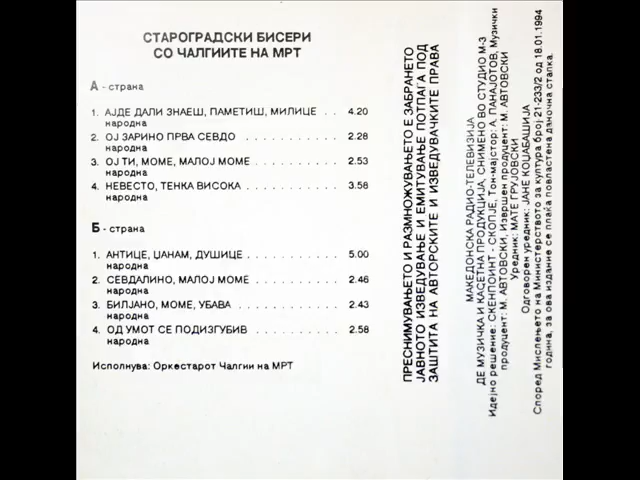 СТАРОГРАДСКИ БИСЕРИ
СО ЧАЛГИИТЕ НА МРТ
А - страна
1. АЈДЕ ДАЛИ ЗНАЕШ, ПАМЕТИШ, МИЛИЦЕ . . 4.20
народна
2. ОЈ ЗАРИНО ПРВА СЕВДО . . . . . . . . . . 2.28
народна
3. ОЈ ТИ, МОМЕ, МАЛОЈ МОМЕ . . . . . . . . . 2.53
народна
4. НЕВЕСТО, ТЕНКА ВИСОКА . . . . . . . . . . 3.58
народна
Б - страна
1. АНТИЦЕ, ЏАНАМ, ДУШИЦЕ . . . . . . . . . . 5.00
народна
2. СЕВДАЛИНО, МАЛОЈ МОМЕ . . . . . . . . . 2.46
народна
3. БИЛЈАНО, МОМЕ, УБАВА . . . . . . . . . . . 2.43
народна
4. ОД УМОТ СЕ ПОДИЗГУБИВ . . . . . . . . . 2.58
народна
Исполнува: Оркестарот Чалгии на МРТ
ПРЕСНИМУВАЊЕТО И РАЗМНОЖУВАЊЕТО Е ЗАБРАНЕТО
ЈАВНОТО ИЗВЕДУВАЊЕ И ЕМИТУВАЊЕ ПОТПАЃА ПОД
ЗАШТИТА НА АВТОРСКИТЕ И ИЗВЕДУВАЧКИТЕ ПРАВА
МАКЕДОНСКА РАДИО-ТЕЛЕВИЗИЈА
ДЕ МУЗИЧКА И КАСЕТНА ПРОДУКЦИЈА, СНИМЕНО ВО СТУДИО М-3
Идејно решение: СКЕНПОИНТ - СКОПЈЕ, Тон-мајстор: А. ПАНАЈОТОВ, Музички
продуцент: М. АВТОВСКИ, Извршен продуцент: М. АВТОВСКИ
Уредник: МАТЕ ГРУЈОВСКИ
Одговорен уредник: ЈАНЕ КОЏАБАШИЈА
Според Мислењето на Министерството за култура број 21-233/2 од 18.01.1994
година, за ова издание се плаќа повластена даночна стапка.